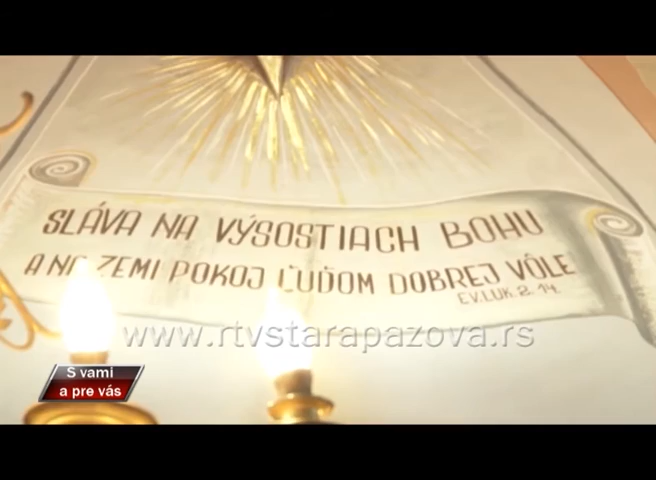 SLÁVA NA VÝSOSTIACH BOHU
A NA ZEMI POKOJ ĽUĎOM DOBREJ VÔLE
EV. LUK. 2. 14.
www.rtvstarapazova.rs
S vami
a pre vás